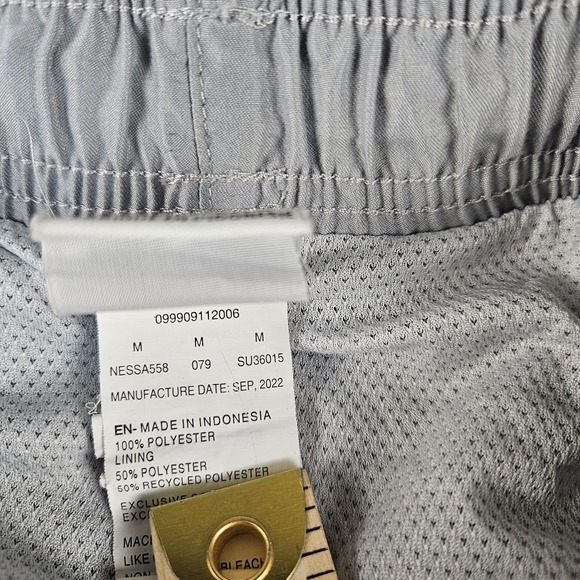 099909112006
M M M
NESSA558 079 SU36015
MANUFACTURE DATE: SEP, 2022
EN- MADE IN INDONESIA
100% POLYESTER
LINING
50% POLYESTER
50% RECYCLED POLYESTER
EXCLUSIVE
LIKE
NON
BLEACH